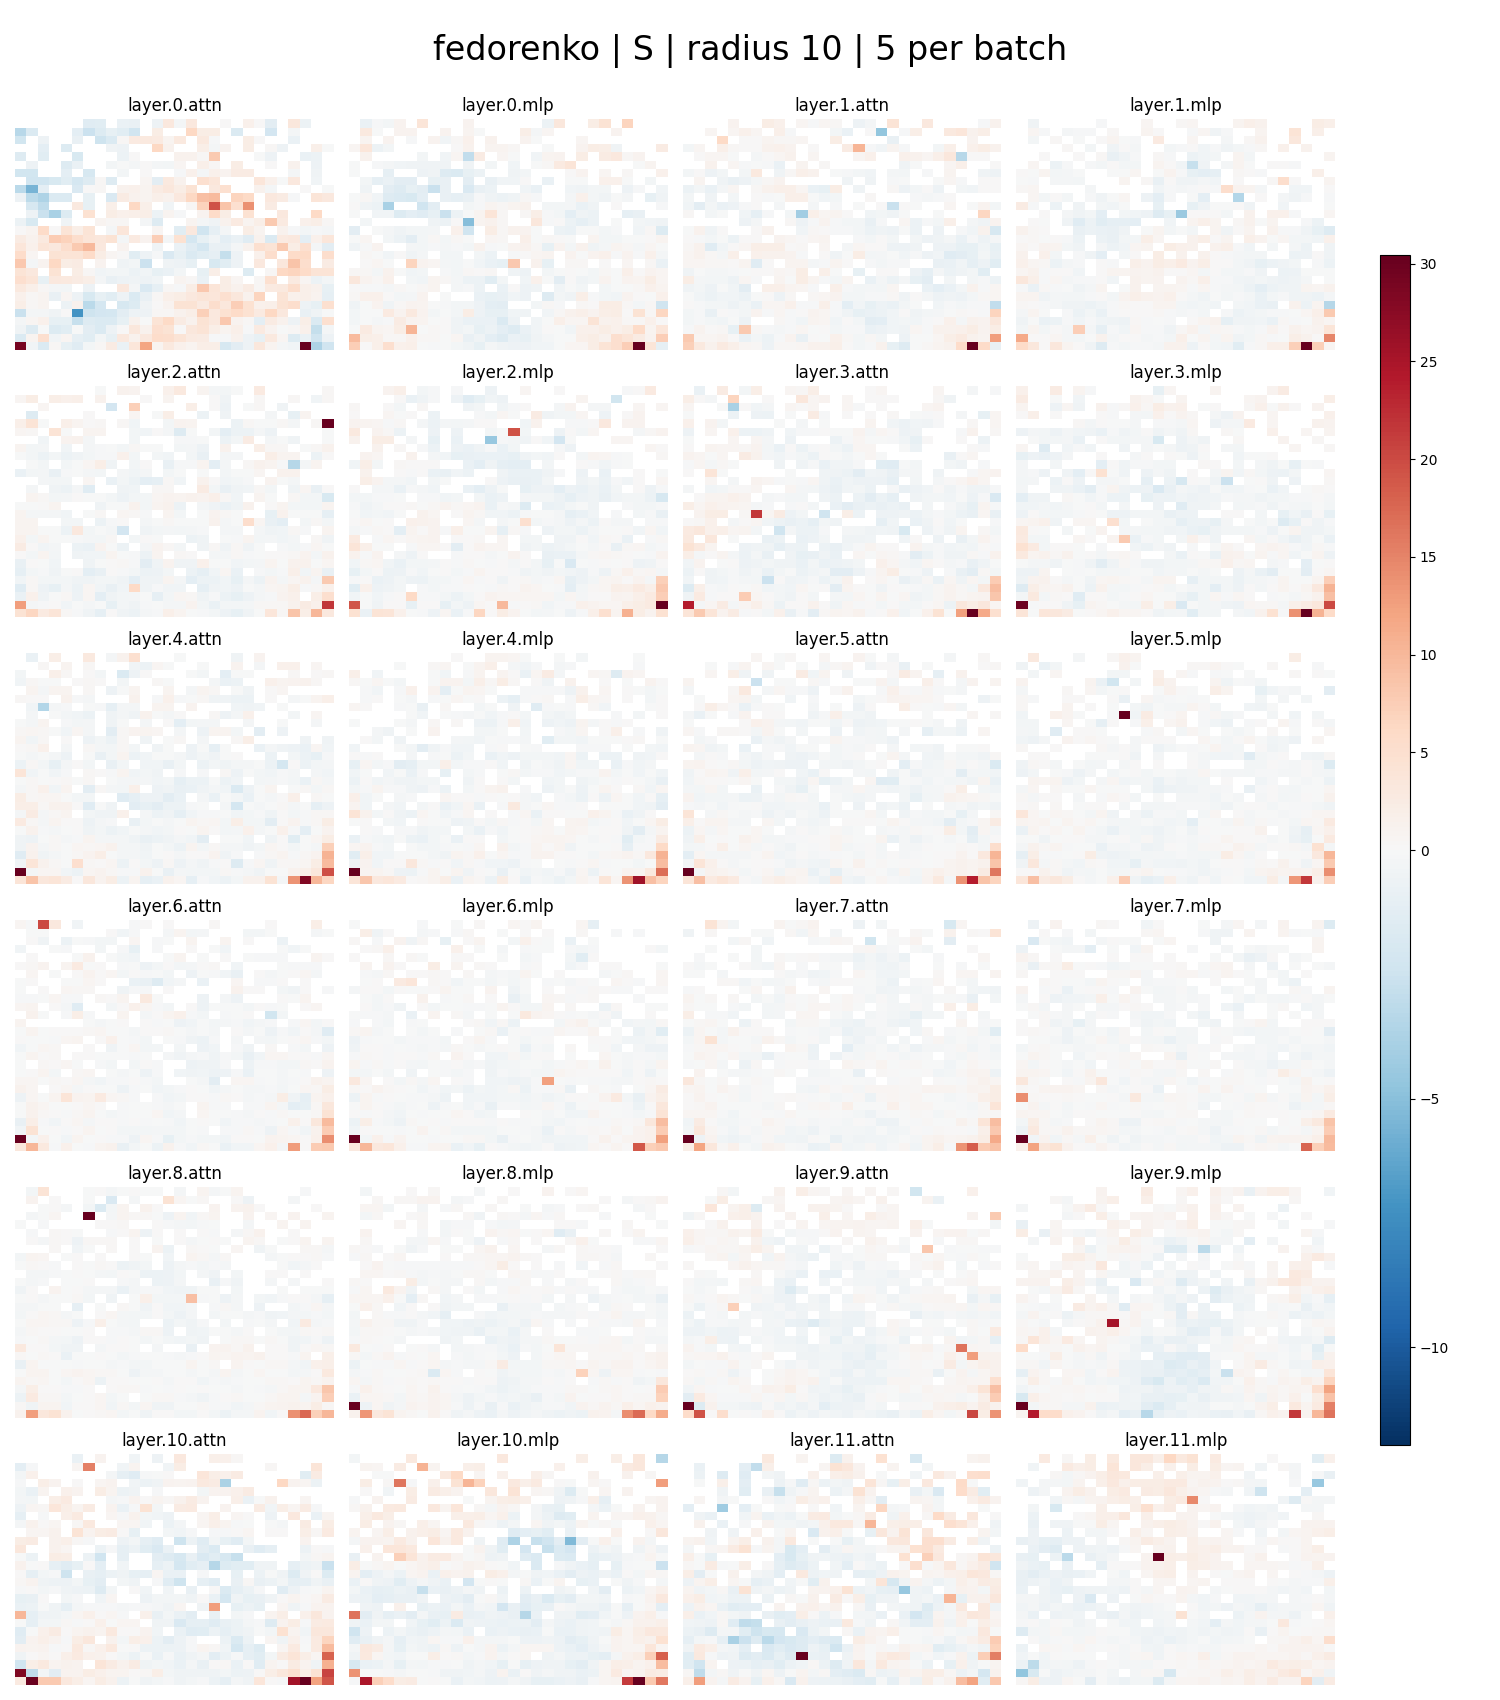 fedorenko | S | radius 10 | 5 per batch
layer.0.attn layer.0.mlp layer.1.attn layer.1.mlp
layer.2.attn layer.2.mlp layer.3.attn layer.3.mlp
layer.4.attn layer.4.mlp layer.5.attn layer.5.mlp
layer.6.attn layer.6.mlp layer.7.attn layer.7.mlp
layer.8.attn layer.8.mlp layer.9.attn layer.9.mlp
layer.10.attn layer.10.mlp layer.11.attn layer.11.mlp
30
25
20
15
10
5
0
−5
−10